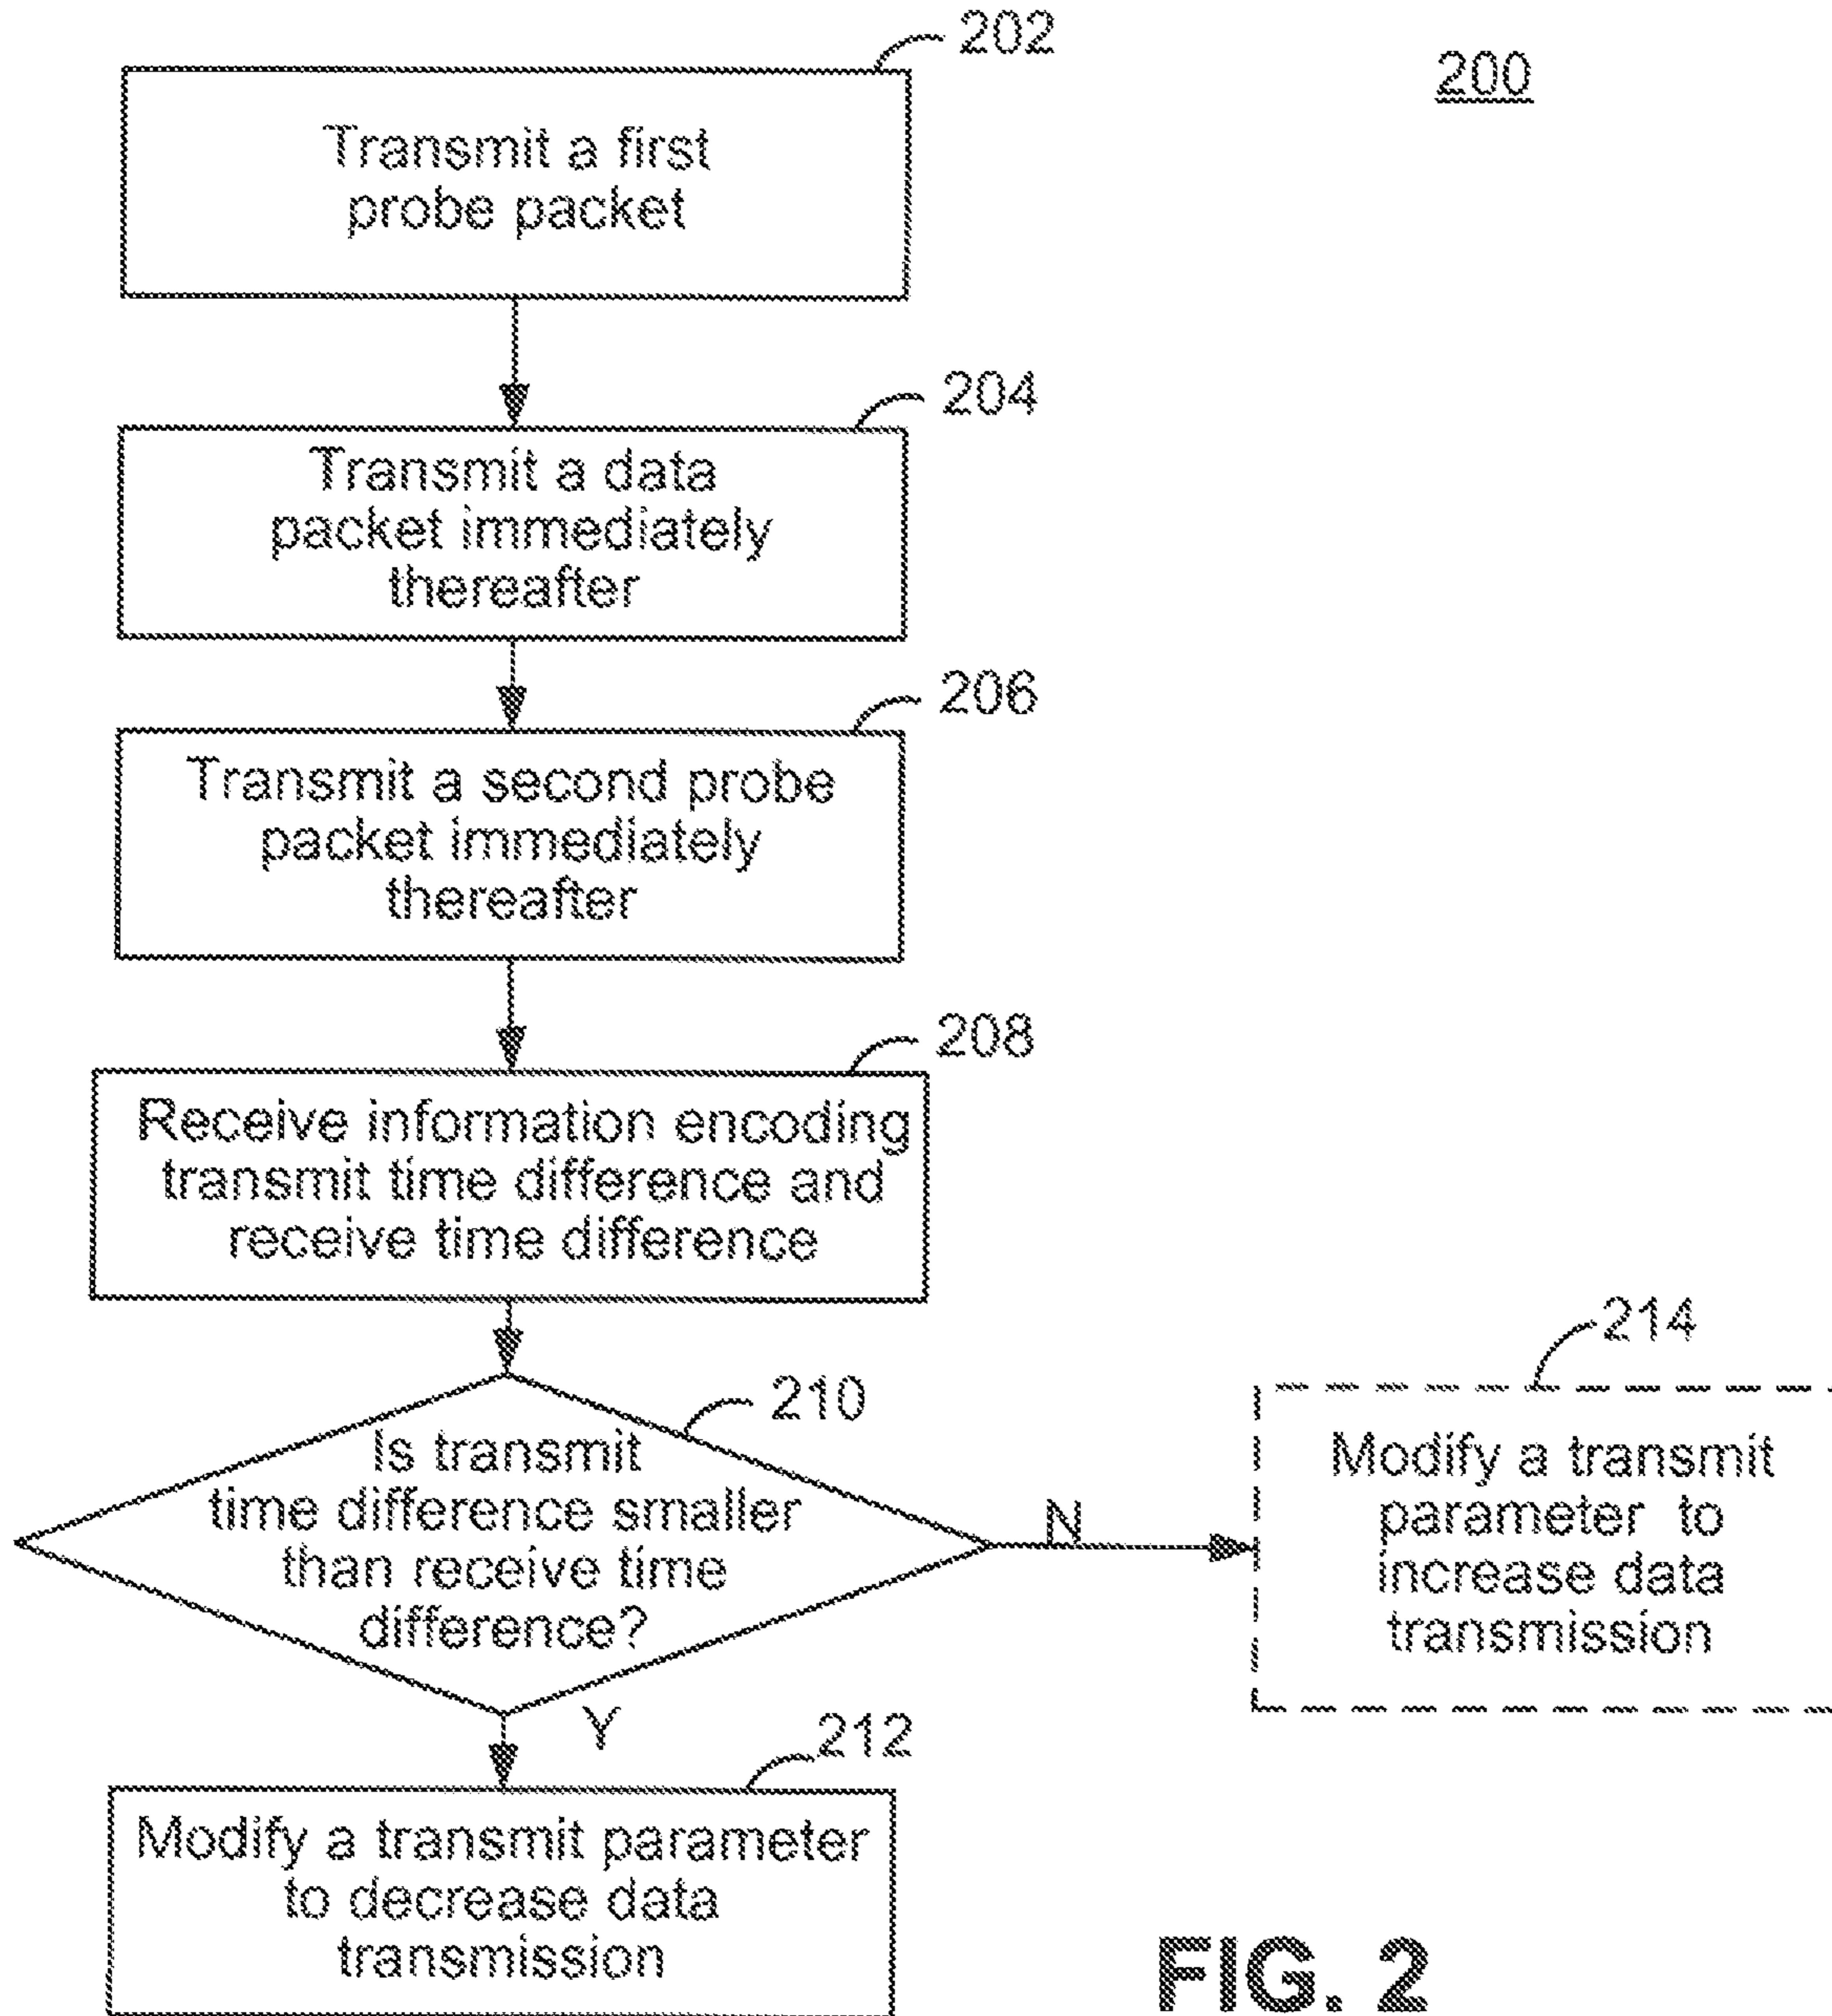 202
200
Transmit a first
probe packet
204
Transmit a data
packet immediately
thereafter
206
Transmit a second probe
packet immediately
thereafter
208
Receive information encoding
transmit time difference and
receive time difference
210
Is transmit
time difference smaller
than receive time
difference?
N
214
Modify a transmit
parameter to
increase data
transmission
Y
212
Modify a transmit parameter
to decrease data
transmission
FIG. 2